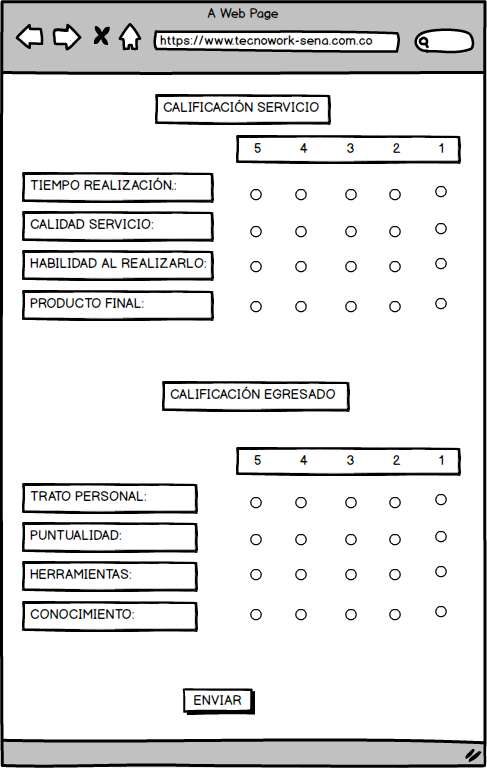 A Web Page
https://www.tecnowork-sena.com.co
CALIFICACIÓN SERVICIO
5 4 3 2 1
TIEMPO REALIZACIÓN.:
CALIDAD SERVICIO:
HABILIDAD AL REALIZARLO:
PRODUCTO FINAL:
CALIFICACIÓN EGRESADO
5 4 3 2 1
TRATO PERSONAL:
PUNTUALIDAD:
HERRAMIENTAS:
CONOCIMIENTO:
ENVIAR